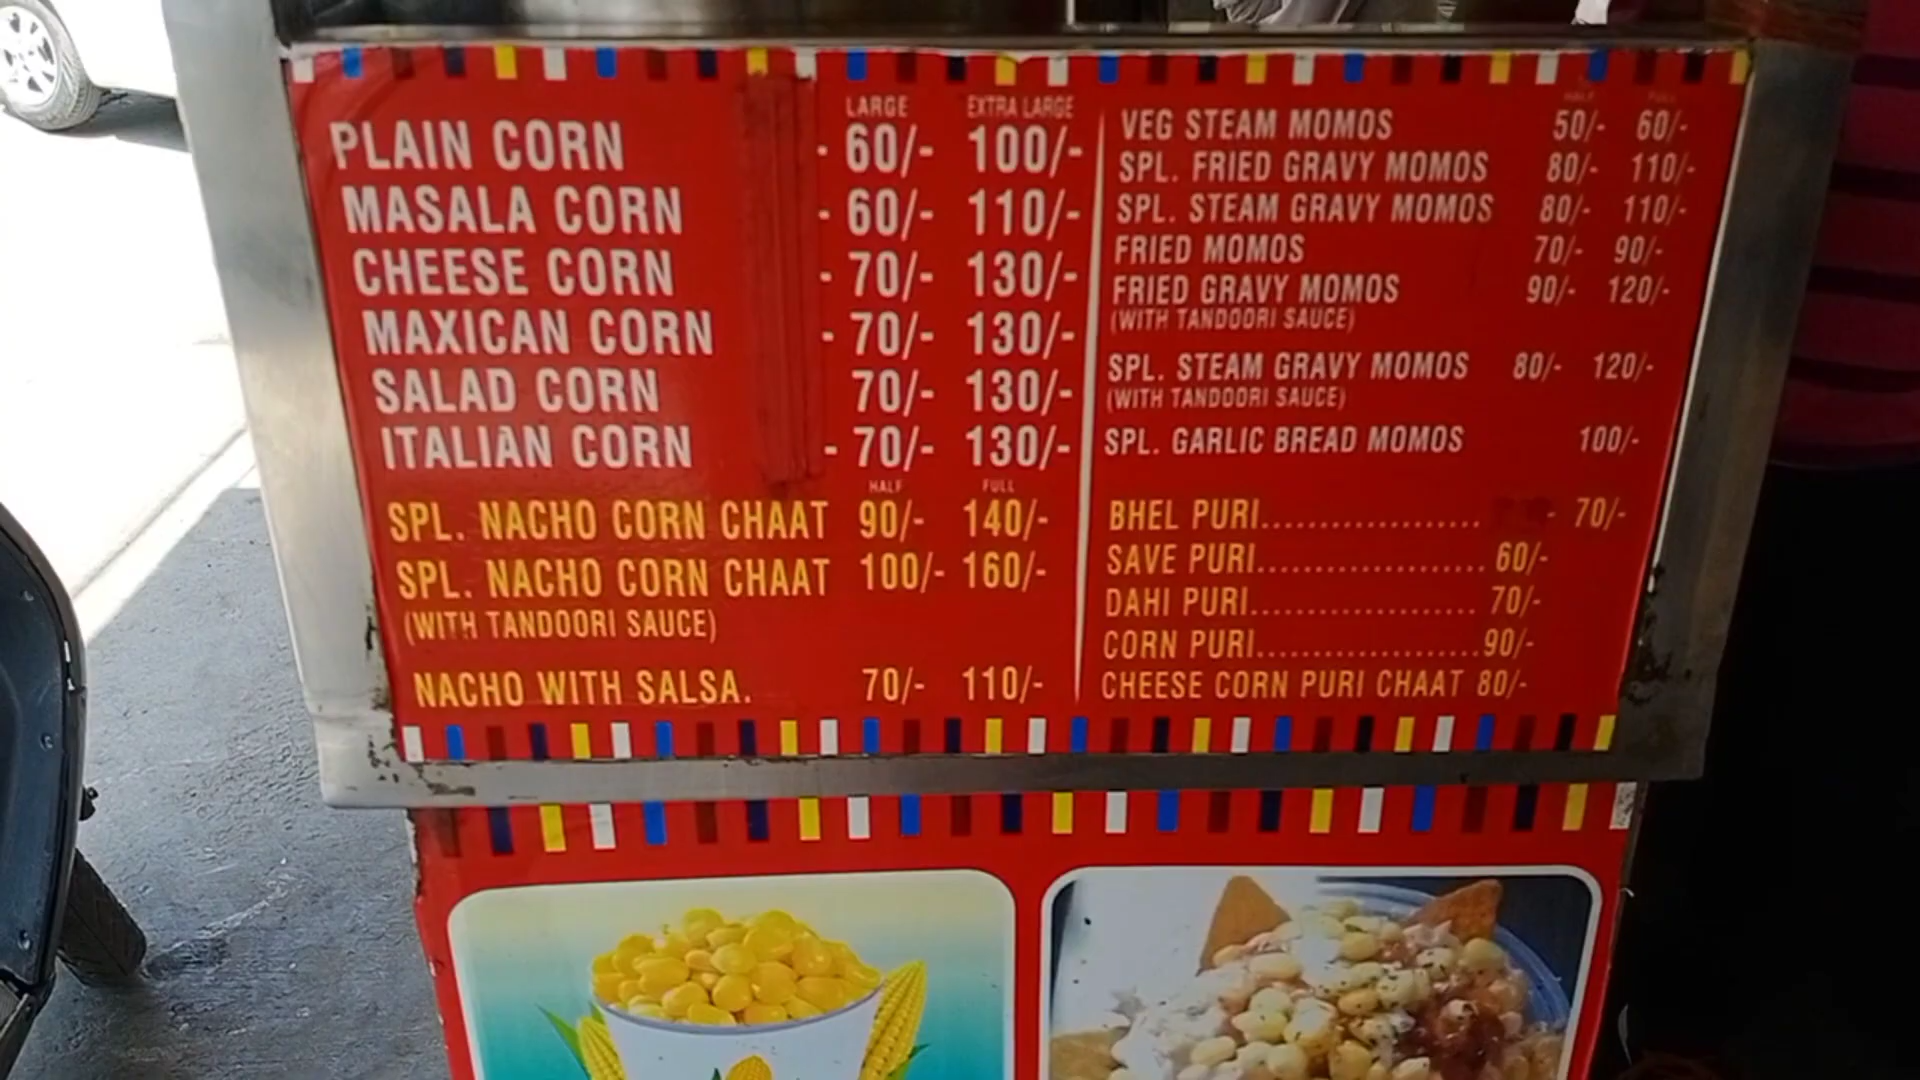 LARGE EXTRA LARGE
PLAIN CORN - 60/- 100/-
MASALA CORN - 60/- 110/-
CHEESE CORN - 70/- 130/-
MAXICAN CORN - 70/- 130/-
SALAD CORN 70/- 130/-
ITALIAN CORN - 70/- 130/-
HALF FULL
SPL. NACHO CORN CHAAT 90/- 140/-
SPL. NACHO CORN CHAAT 100/- 160/-
(WITH TANDOORI SAUCE)
NACHO WITH SALSA. 70/- 110/-
HALF FULL
VEG STEAM MOMOS 50/- 60/-
SPL. FRIED GRAVY MOMOS 80/- 110/-
SPL. STEAM GRAVY MOMOS 80/- 110/-
FRIED MOMOS 70/- 90/-
FRIED GRAVY MOMOS 90/- 120/-
(WITH TANDOORI SAUCE)
SPL. STEAM GRAVY MOMOS 80/- 120/-
(WITH TANDOORI SAUCE)
SPL. GARLIC BREAD MOMOS 100/-
BHEL PURI................... - 70/-
SAVE PURI.................... 60/-
DAHI PURI.................... 70/-
CORN PURI....................90/-
CHEESE CORN PURI CHAAT 80/-